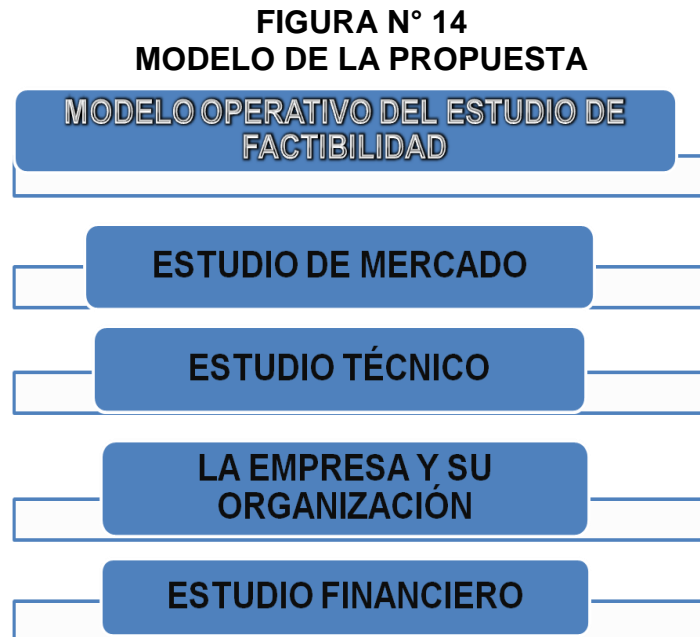 FIGURA N° 14
MODELO DE LA PROPUESTA
MODELO OPERATIVO DEL ESTUDIO DE
FACTIBILIDAD
ESTUDIO DE MERCADO
ESTUDIO TÉCNICO
LA EMPRESA Y SU
ORGANIZACIÓN
ESTUDIO FINANCIERO